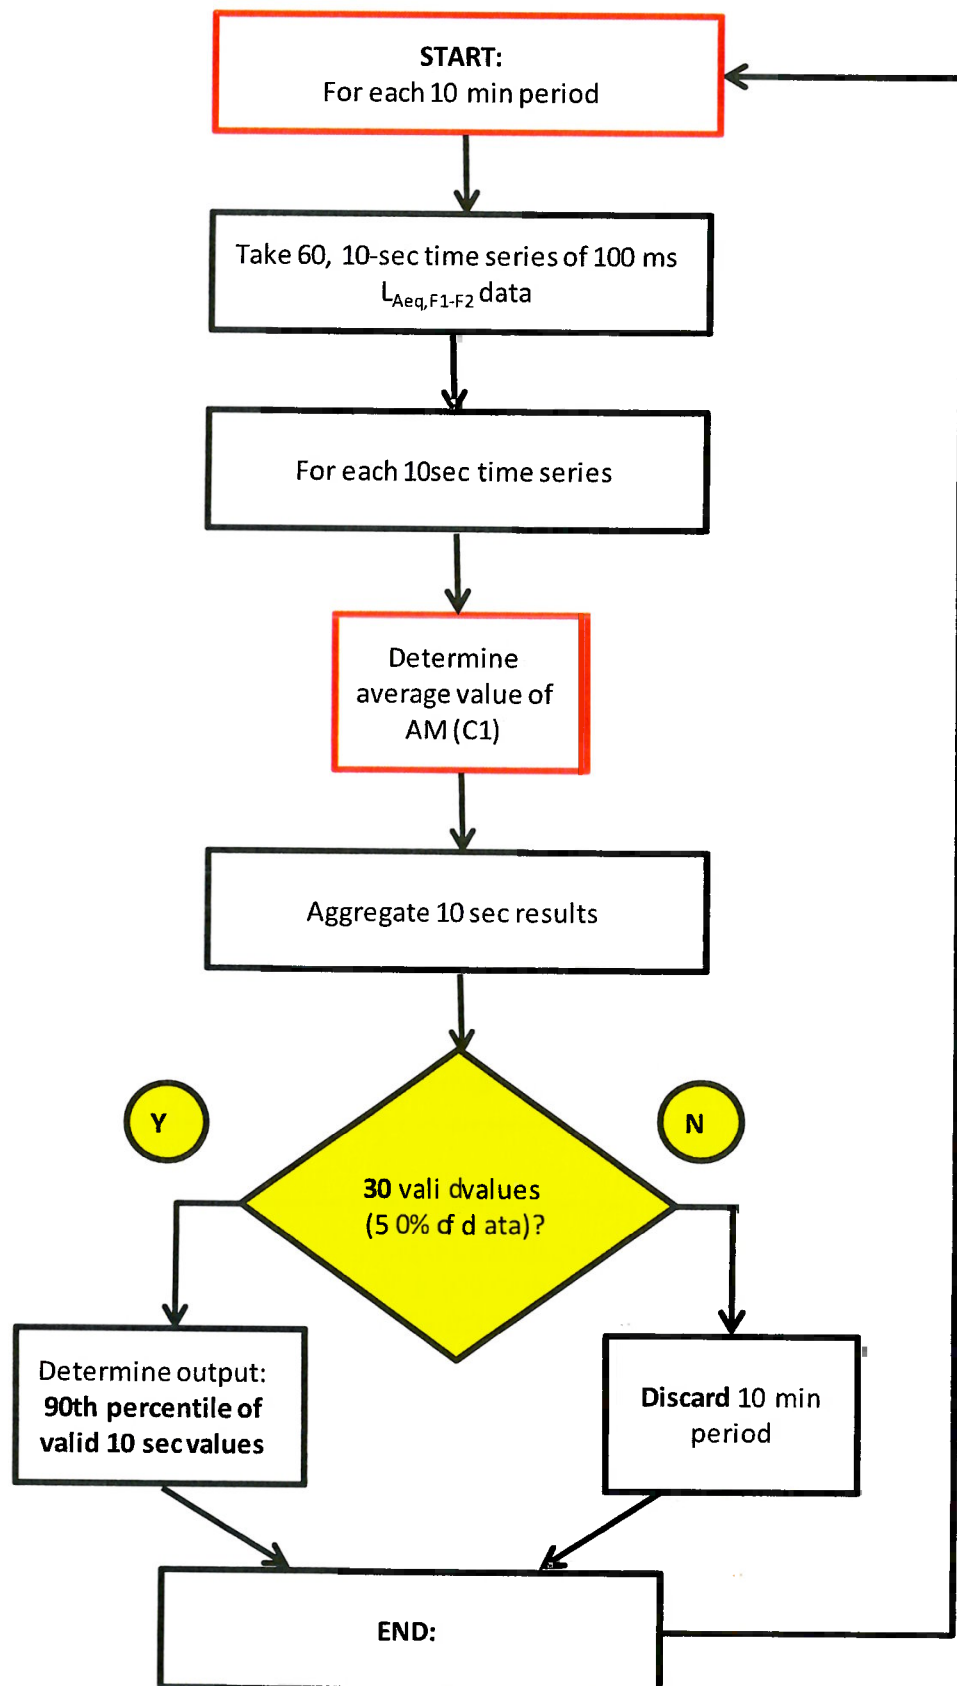 START:
For each 10 min period
Take 60, 10-sec time series of 100 ms
LAeq,F1-F2 data
For each 10sec time series
Determine
average value of
AM (C1)
Aggregate 10 sec results
Y
N
30 vali dvalues
(5 0% of d ata)?
Determine output:
90th percentile of
valid 10 sec values
Discard 10 min
period
END: